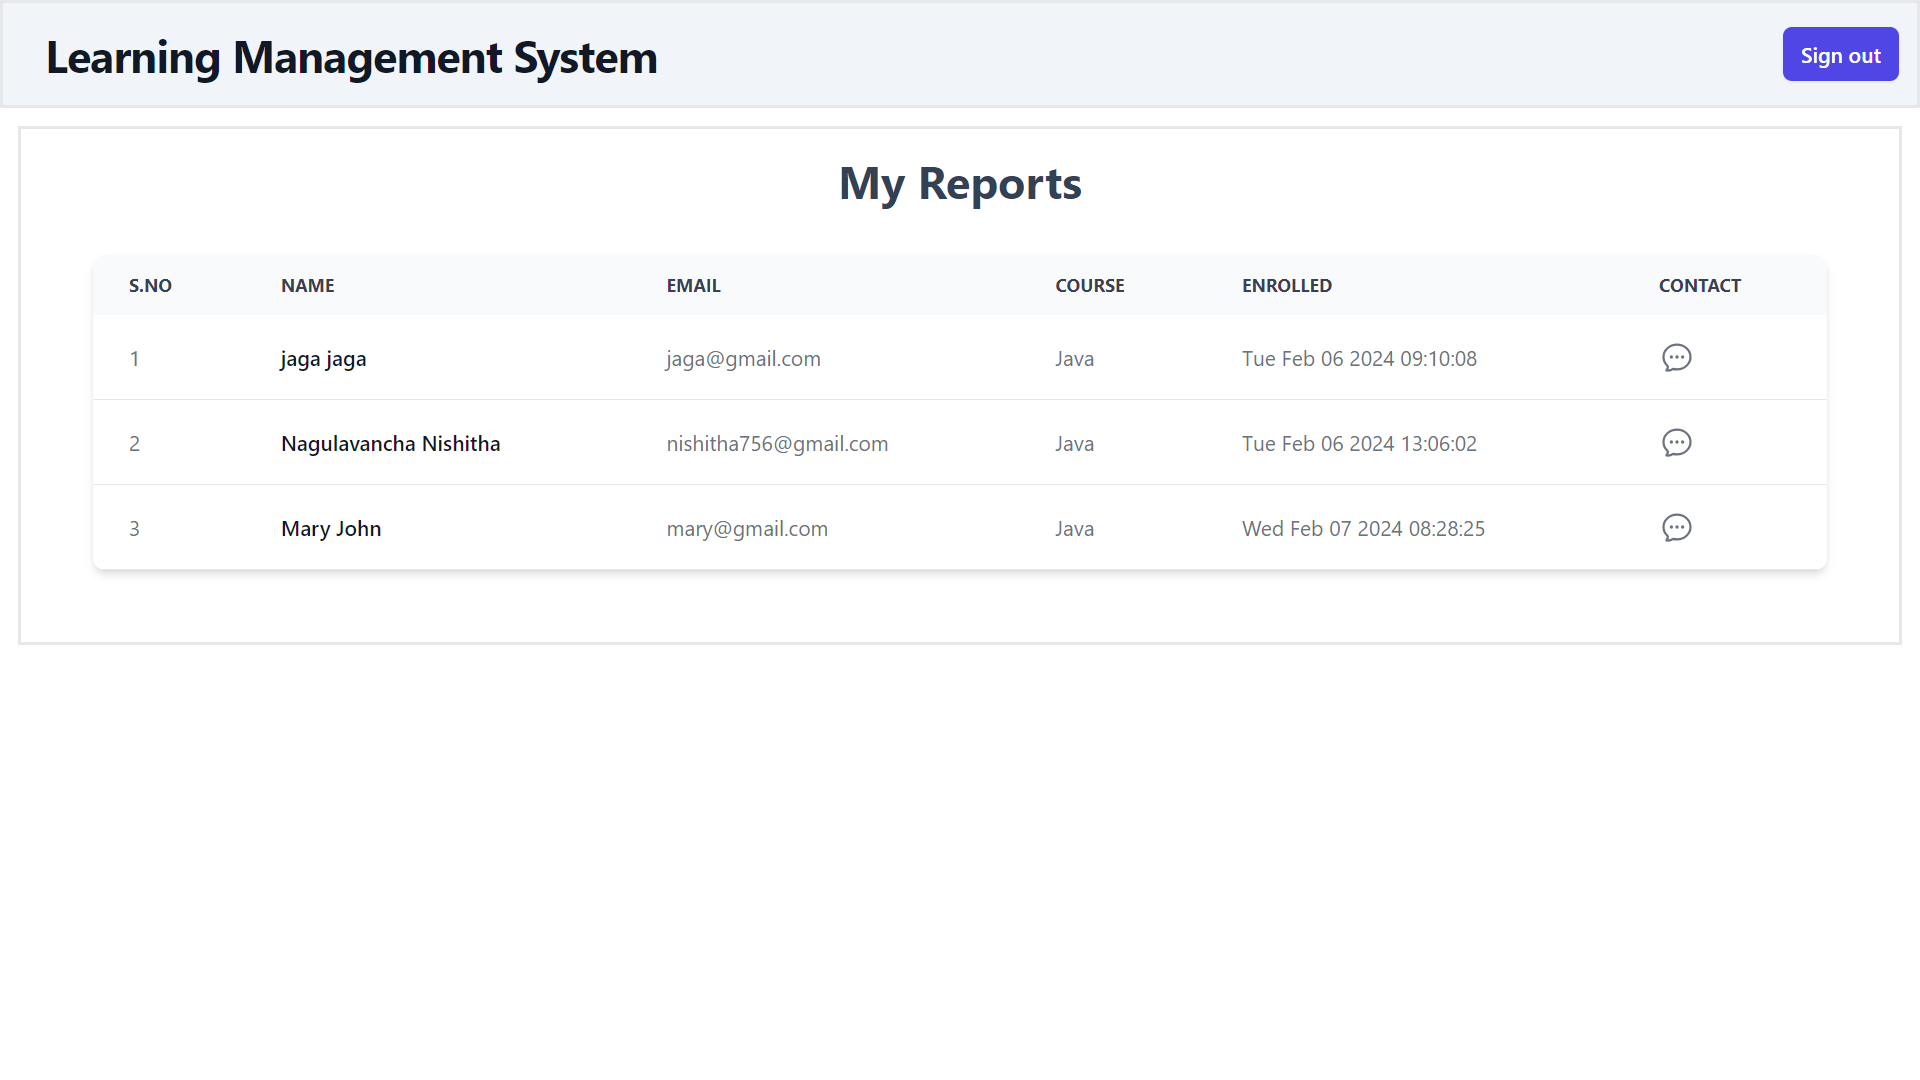 Learning Management System
Sign out
My Reports
S.NO NAME EMAIL COURSE ENROLLED CONTACT
1 jaga jaga jaga@gmail.com Java Tue Feb 06 2024 09:10:08
2 Nagulavancha Nishitha nishitha756@gmail.com Java Tue Feb 06 2024 13:06:02
3 Mary John mary@gmail.com Java Wed Feb 07 2024 08:28:25